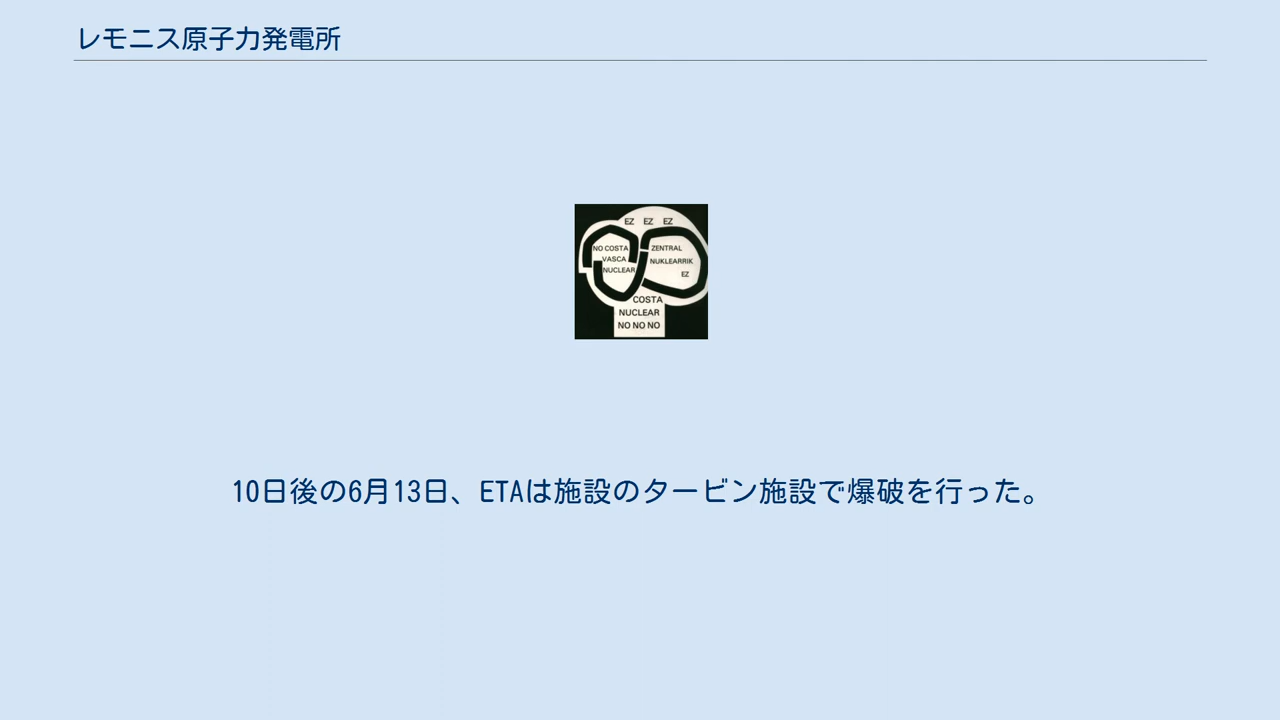 レモニス原子力発電所
EZ EZ EZ
NO COSTA
VASCA
NUCLEAR
ZENTRAL
NUKLEARRIK
EZ
COSTA
NUCLEAR
NO NO NO
10日後の6月13日、ETAは施設のタービン施設で爆破を行った。